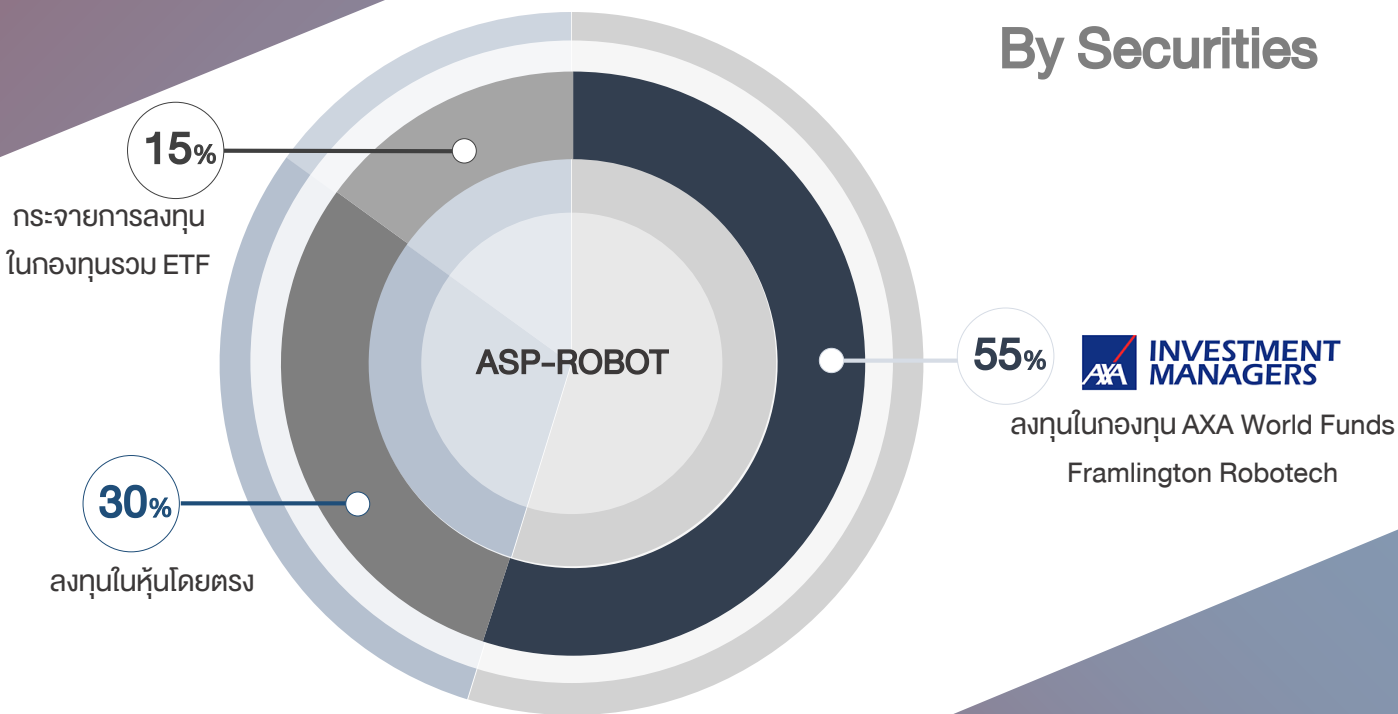 By Securities
15%
กระจายการลงทุน
ในกองทุนรวม ETF
ASP-ROBOT
55%
AXA
INVESTMENT
MANAGERS
ลงทุนในกองทุน AXA World Funds
Framlington Robotech
30%
ลงทุนในหุ้นโดยตรง